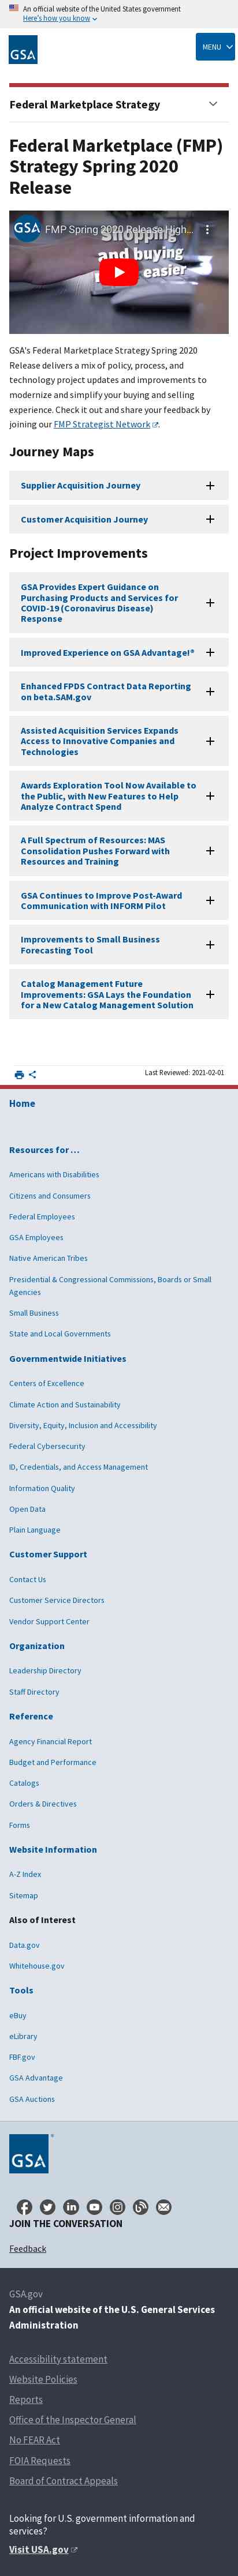 An official website of the United States government
Here's how you know
GSA
MENU
Federal Marketplace Strategy
Federal Marketplace (FMP)
Strategy Spring 2020
Release
GSA
FMP Spring 2020 Release High...
Shopping
and buying
easier
GSA's Federal Marketplace Strategy Spring 2020
Release delivers a mix of policy, process, and
technology project updates and improvements to
modernize and simplify your buying and selling
experience. Check it out and share your feedback by
joining our FMP Strategist Network.
Journey Maps
Supplier Acquisition Journey
Customer Acquisition Journey
Project Improvements
GSA Provides Expert Guidance on
Purchasing Products and Services for
COVID-19 (Coronavirus Disease)
Response
Improved Experience on GSA Advantage!®
Enhanced FPDS Contract Data Reporting
on beta.SAM.gov
Assisted Acquisition Services Expands
Access to Innovative Companies and
Technologies
Awards Exploration Tool Now Available to
the Public, with New Features to Help
Analyze Contract Spend
A Full Spectrum of Resources: MAS
Consolidation Pushes Forward with
Resources and Training
GSA Continues to Improve Post-Award
Communication with INFORM Pilot
Improvements to Small Business
Forecasting Tool
Catalog Management Future
Improvements: GSA Lays the Foundation
for a New Catalog Management Solution
Last Reviewed: 2021-02-01
Home
Resources for …
Americans with Disabilities
Citizens and Consumers
Federal Employees
GSA Employees
Native American Tribes
Presidential & Congressional Commissions, Boards or Small
Agencies
Small Business
State and Local Governments
Governmentwide Initiatives
Centers of Excellence
Climate Action and Sustainability
Diversity, Equity, Inclusion and Accessibility
Federal Cybersecurity
ID, Credentials, and Access Management
Information Quality
Open Data
Plain Language
Customer Support
Contact Us
Customer Service Directors
Vendor Support Center
Organization
Leadership Directory
Staff Directory
Reference
Agency Financial Report
Budget and Performance
Catalogs
Orders & Directives
Forms
Website Information
A-Z Index
Sitemap
Also of Interest
Data.gov
Whitehouse.gov
Tools
eBuy
eLibrary
FBF.gov
GSA Advantage
GSA Auctions
GSA
JOIN THE CONVERSATION
Feedback
GSA.gov
An official website of the U.S. General Services
Administration
Accessibility statement
Website Policies
Reports
Office of the Inspector General
No FEAR Act
FOIA Requests
Board of Contract Appeals
Looking for U.S. government information and
services?
Visit USA.gov